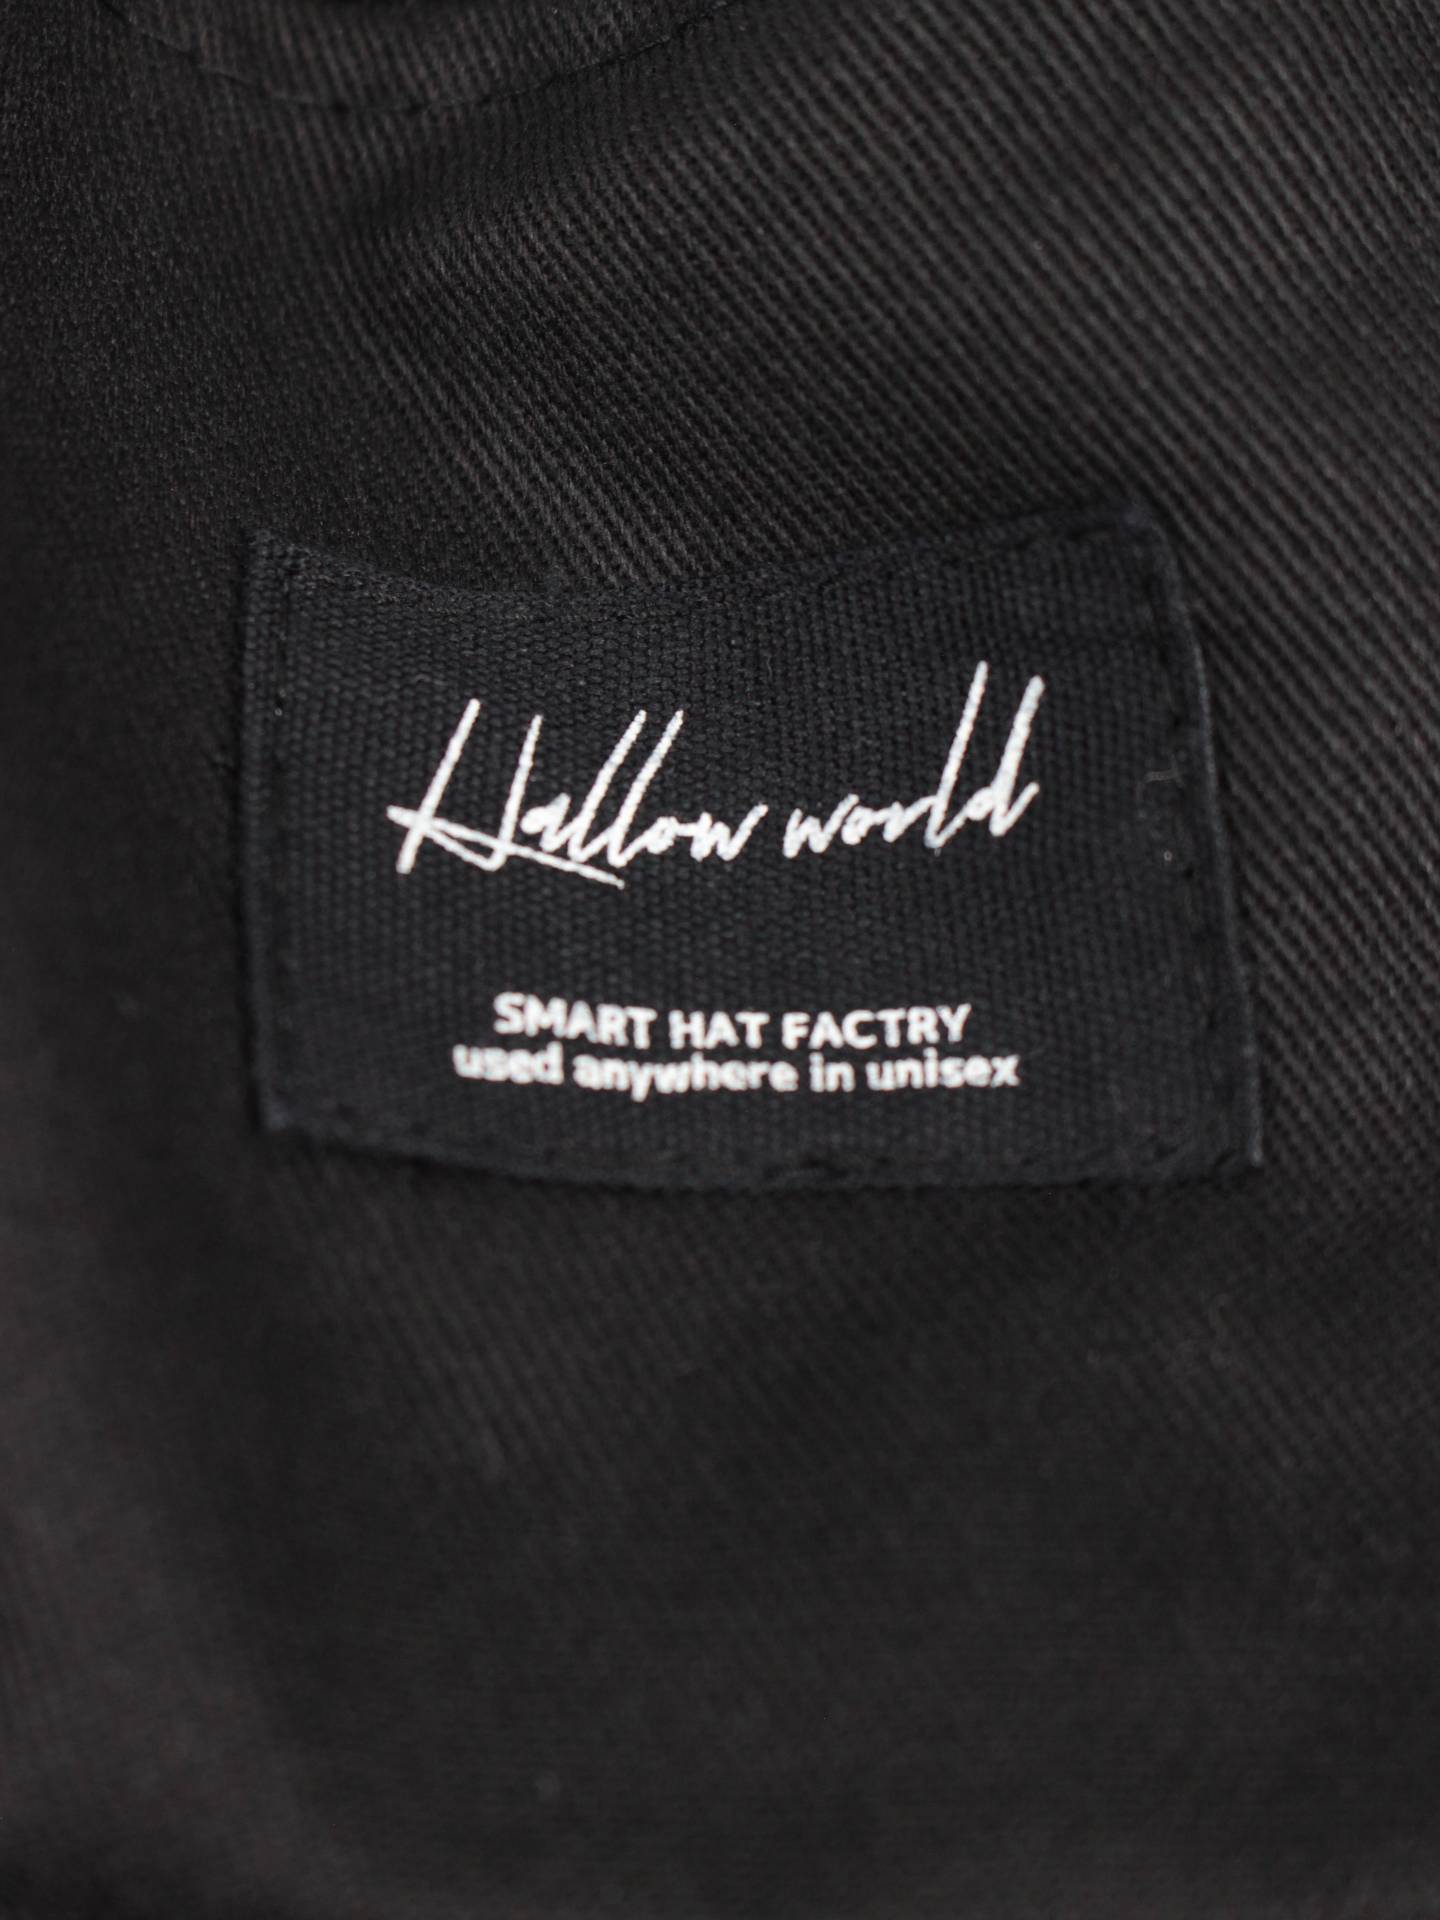 Hallow world
SMART HAT FACTRY
used anywhere in unisex